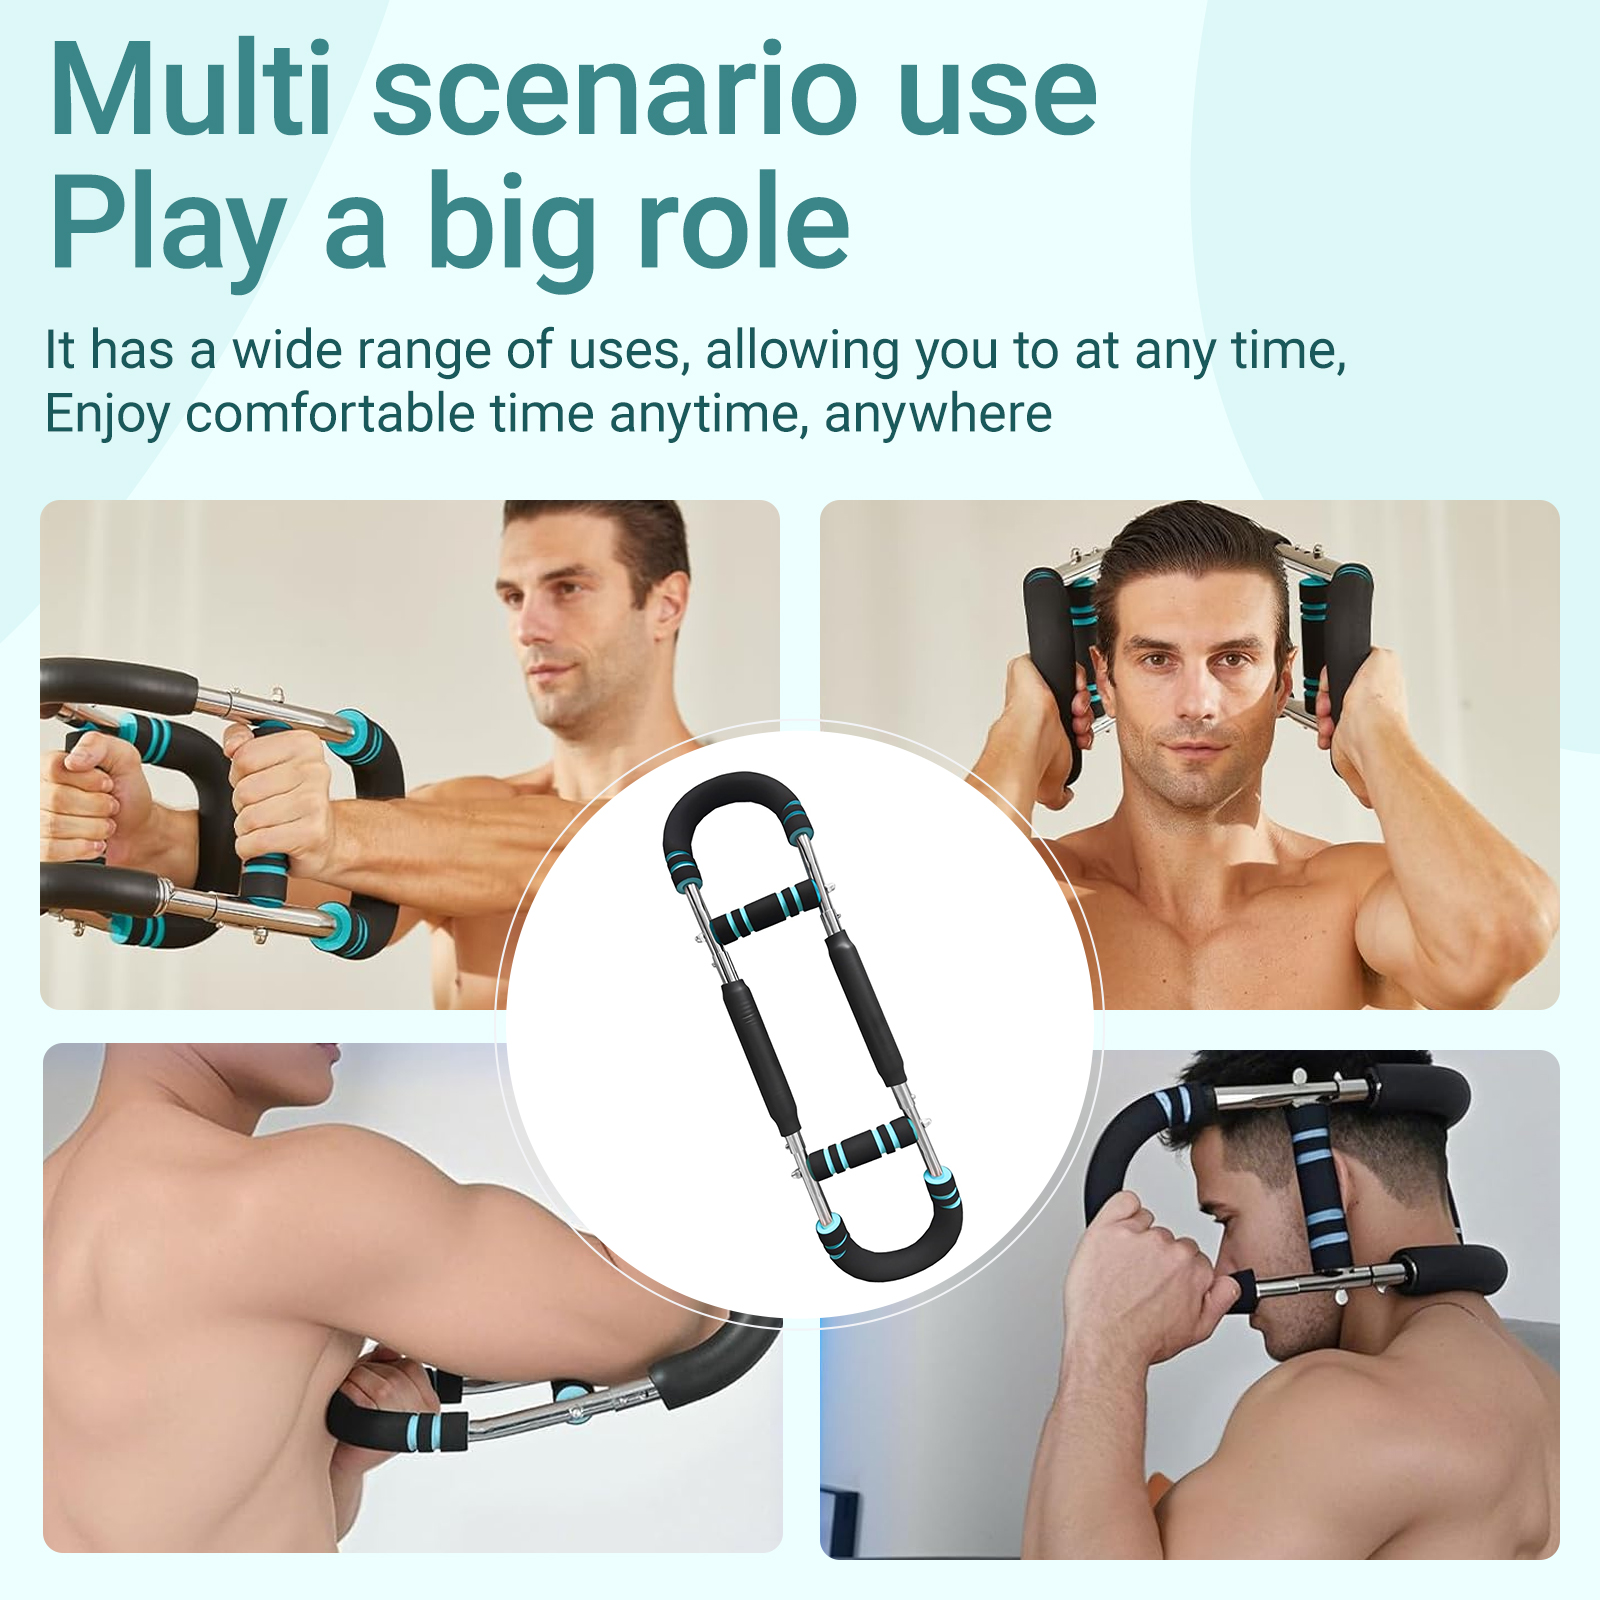 Multi scenario use
Play a big role
It has a wide range of uses, allowing you to at any time,
Enjoy comfortable time anytime, anywhere